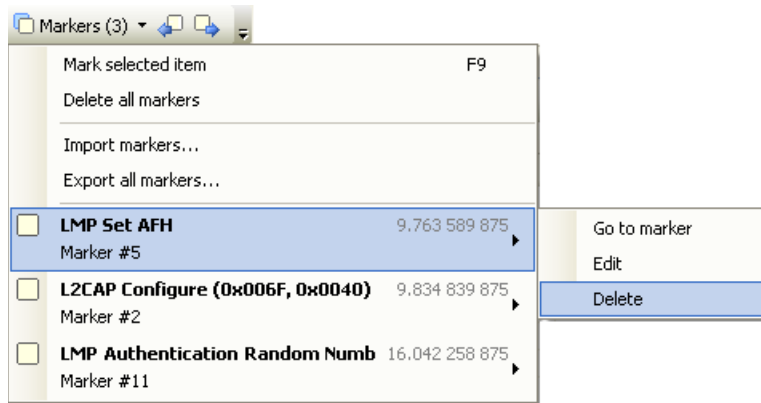 Markers (3)
Mark selected item F9
Delete all markers
Import markers...
Export all markers...
LMP Set AFH 9.763 589 875
Marker #5
L2CAP Configure (0x006F, 0x0040) 9.834 839 875
Marker #2
LMP Authentication Random Numb 16.042 258 875
Marker #11
Go to marker
Edit
Delete